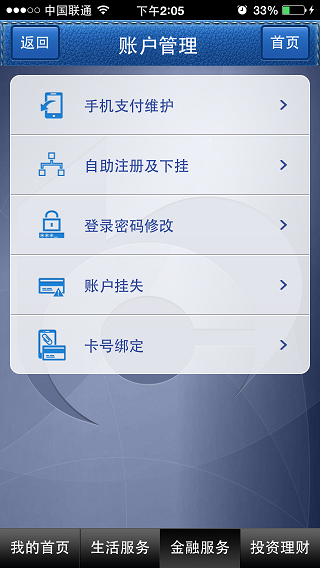 中国联通 下午2:05 33%
返回 账户管理 首页
手机支付维护
自助注册及下挂
登录密码修改
账户挂失
卡号绑定
我的首页 生活服务 金融服务 投资理财